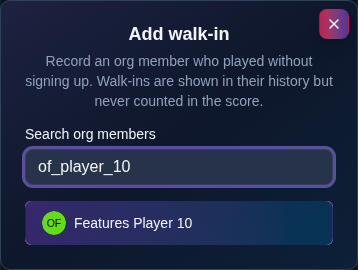 Add walk-in
Record an org member who played without
signing up. Walk-ins are shown in their history but
never counted in the score.
Search org members
of_player_10
OF Features Player 10